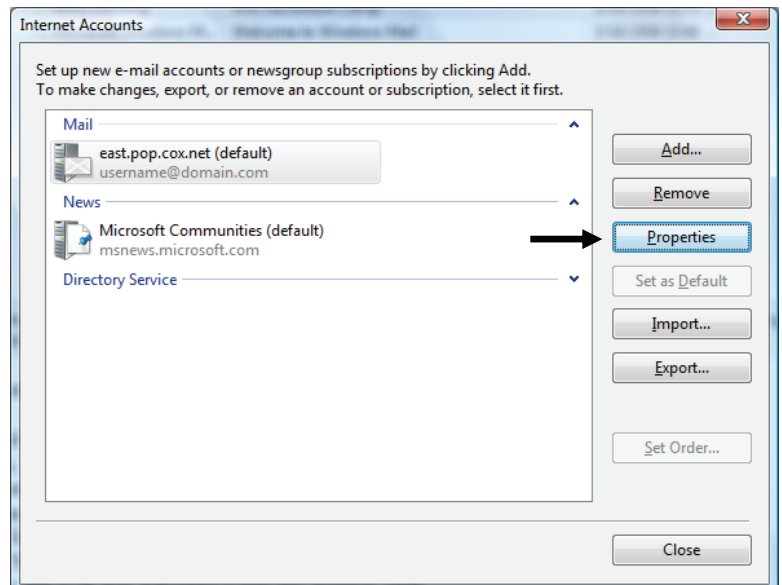 Internet Accounts
Set up new e-mail accounts or newsgroup subscriptions by clicking Add.
To make changes, export, or remove an account or subscription, select it first.
Mail
east.pop.cox.net (default)
username@domain.com
News
Microsoft Communities (default)
msnews.microsoft.com
Directory Service
Add...
Remove
Properties
Set as Default
Import...
Export...
Set Order...
Close